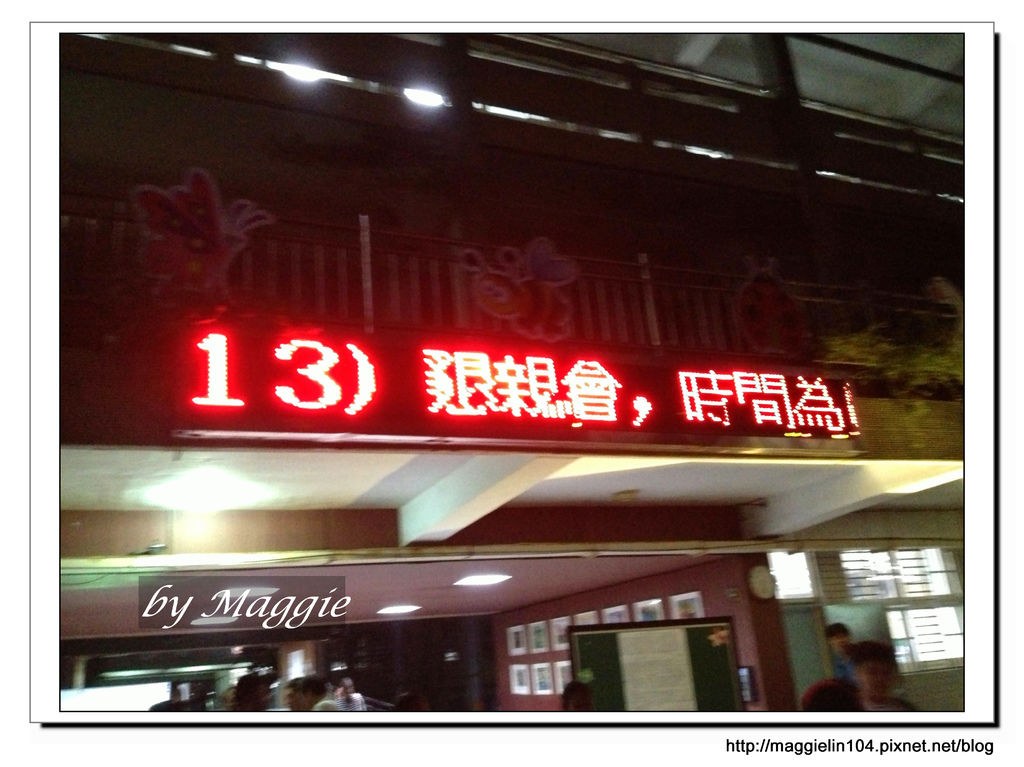 13) 懇親會，時間為
by Maggie
http://maggielin104.pixnet.net/blog